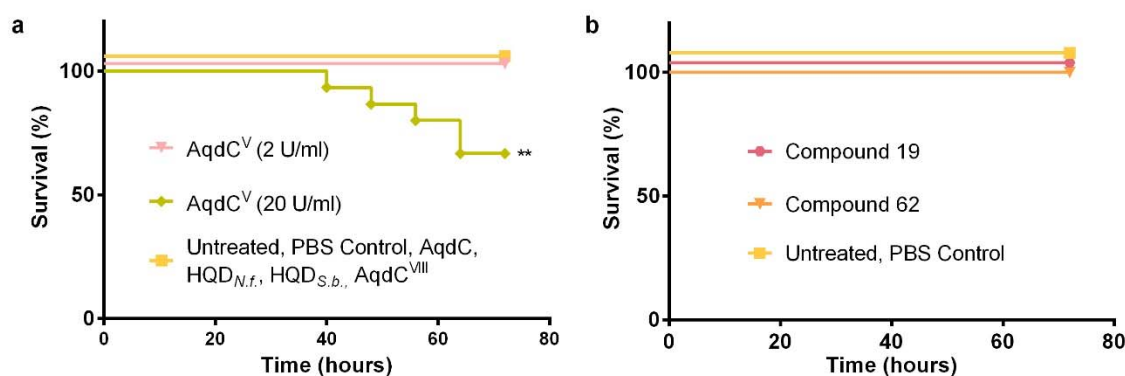 a
Survival (%)
100
50
0
0
20
40
60
80
Time (hours)
AqdC^V (2 U/ml)
AqdC^V (20 U/ml)
Untreated, PBS Control, AqdC,
HQD_N.f., HQD_S.b., AqdC^VIII
**
b
Survival (%)
100
50
0
0
20
40
60
80
Time (hours)
Compound 19
Compound 62
Untreated, PBS Control